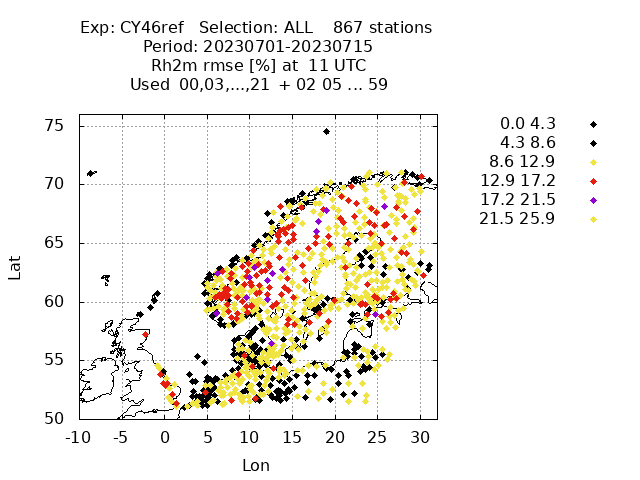 Exp: CY46ref Selection: ALL 867 stations
Period: 20230701-20230715
Rh2m rmse [%] at 11 UTC
Used 00,03,...,21 + 02 05 ... 59
0.0 4.3
4.3 8.6
8.6 12.9
12.9 17.2
17.2 21.5
21.5 25.9
75
70
65
60
55
50
Lat
-10 -5 0 5 10 15 20 25 30
Lon